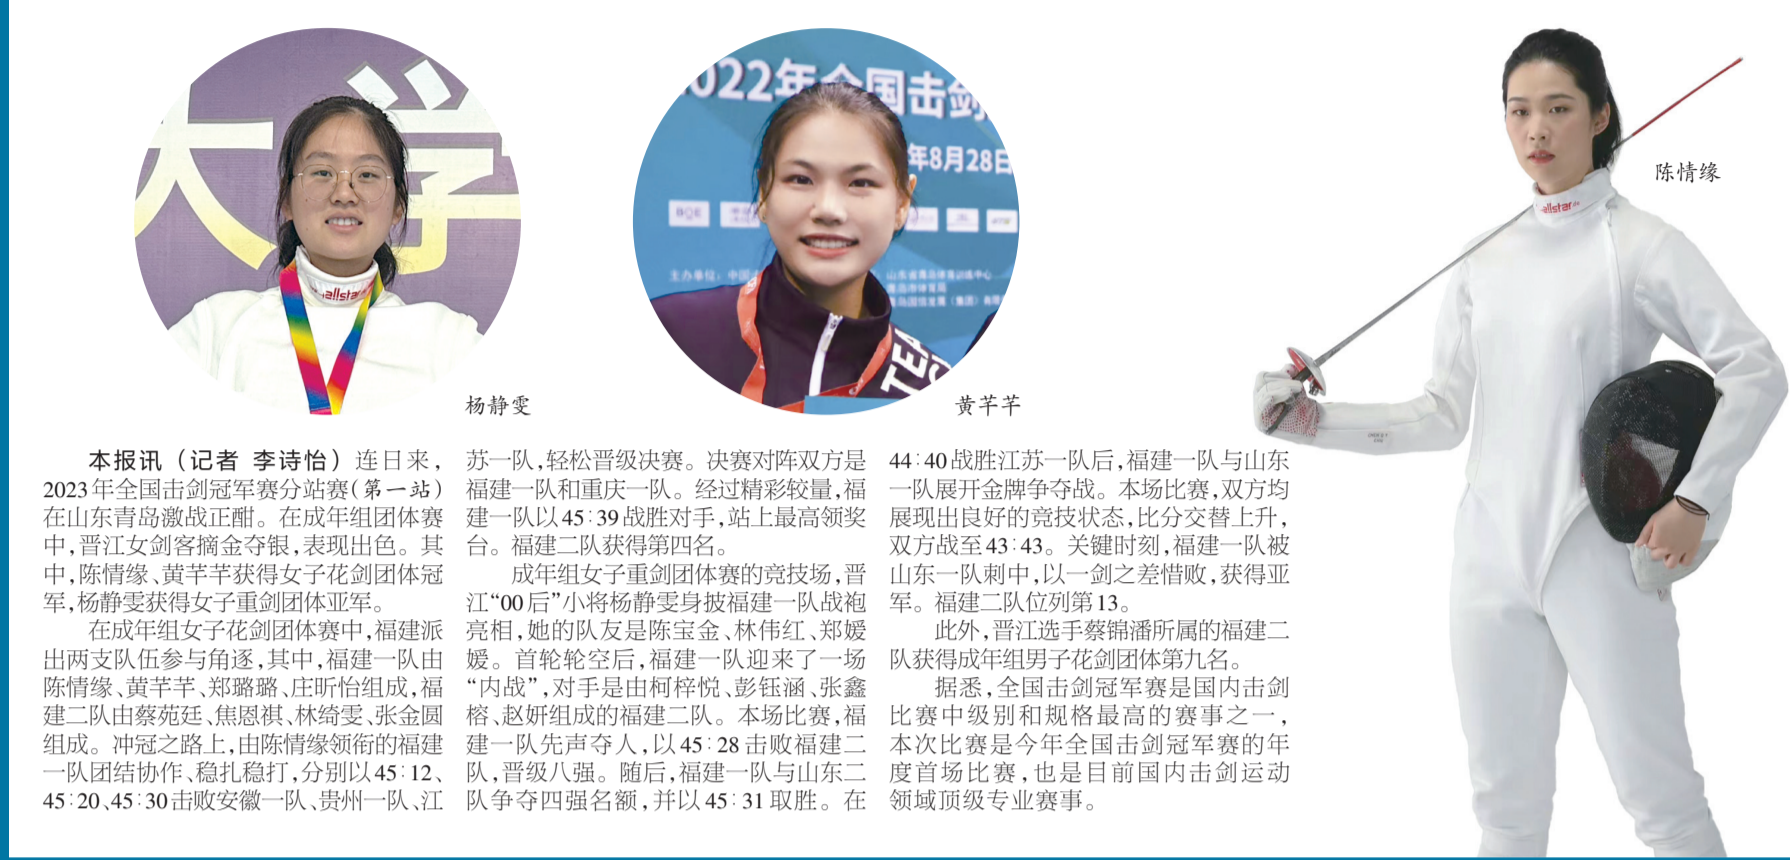 大学
2022年全国击剑
年8月28日
BOE
主办单位：中国
山东省青岛体育训练中心
青岛市体育局
TEA
allstar
allstar
陈情缘
杨静雯
黄芊芊
本报讯（记者 李诗怡）连日来，
2023年全国击剑冠军赛分站赛（第一站）
在山东青岛激战正酣。在成年组团体赛
中，晋江女剑客摘金夺银，表现出色。其
中，陈情缘、黄芊芊获得女子花剑团体冠
军，杨静雯获得女子重剑团体亚军。
在成年组女子花剑团体赛中，福建派
出两支队伍参与角逐，其中，福建一队由
陈情缘、黄芊芊、郑璐璐、庄昕怡组成，福
建二队由蔡苑廷、焦恩祺、林绮雯、张金圆
组成。冲冠之路上，由陈情缘领衔的福建
一队团结协作、稳扎稳打，分别以45∶12、
45∶20、45∶30击败安徽一队、贵州一队、江
苏一队，轻松晋级决赛。决赛对阵双方是
福建一队和重庆一队。经过精彩较量，福
建一队以45∶39战胜对手，站上最高领奖
台。福建二队获得第四名。
成年组女子重剑团体赛的竞技场，晋
江“00后”小将杨静雯身披福建一队战袍
亮相，她的队友是陈宝金、林伟红、郑嫒
嫒。首轮轮空后，福建一队迎来了一场
“内战”，对手是由柯梓悦、彭钰涵、张鑫
榕、赵妍组成的福建二队。本场比赛，福
建一队先声夺人，以45∶28击败福建二
队，晋级八强。随后，福建一队与山东二
队争夺四强名额，并以45∶31取胜。在
44∶40战胜江苏一队后，福建一队与山东
一队展开金牌争夺战。本场比赛，双方均
展现出良好的竞技状态，比分交替上升，
双方战至43∶43。关键时刻，福建一队被
山东一队刺中，以一剑之差惜败，获得亚
军。福建二队位列第13。
此外，晋江选手蔡锦潘所属的福建二
队获得成年组男子花剑团体第九名。
据悉，全国击剑冠军赛是国内击剑
比赛中级别和规格最高的赛事之一，
本次比赛是今年全国击剑冠军赛的年
度首场比赛，也是目前国内击剑运动
领域顶级专业赛事。